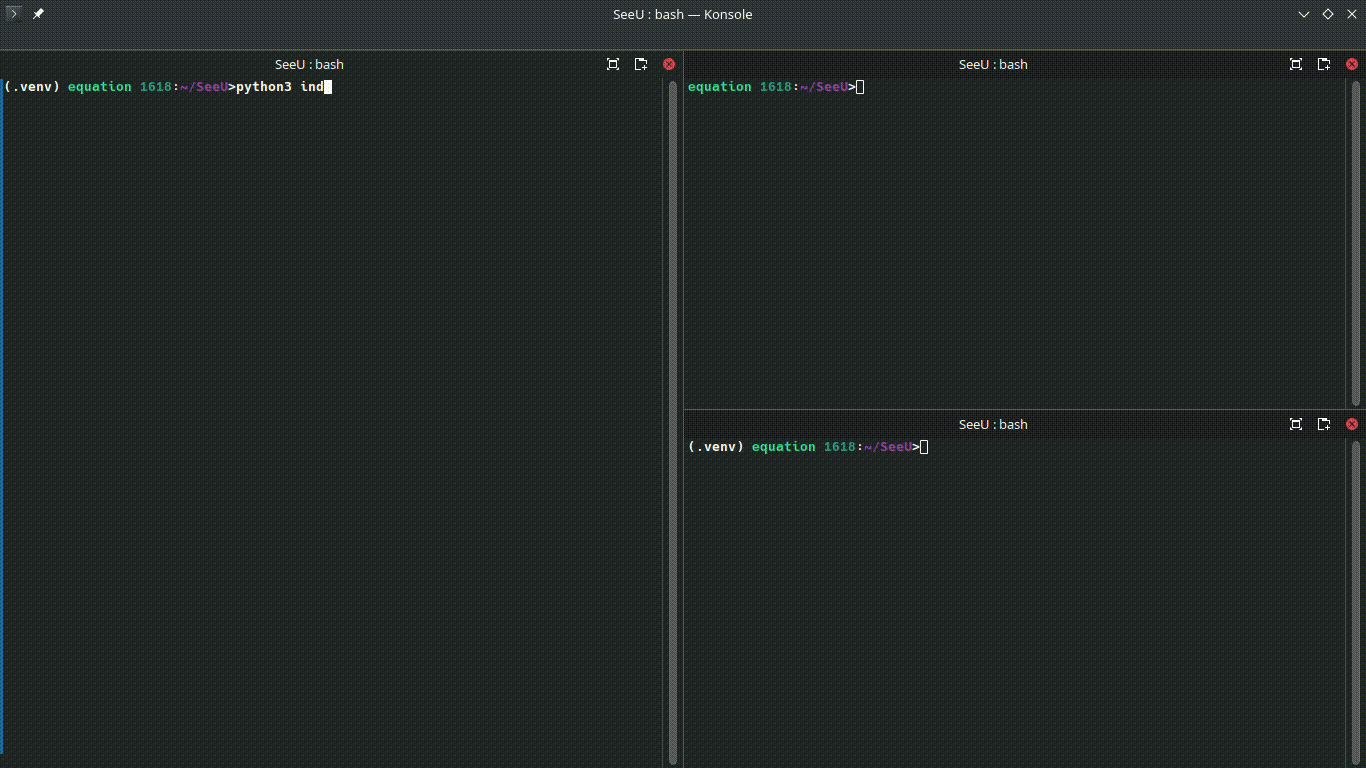 SeeU : bash — Konsole
SeeU : bash
(.venv) equation 1618:~/SeeU>python3 ind
SeeU : bash
equation 1618:~/SeeU>
SeeU : bash
(.venv) equation 1618:~/SeeU>